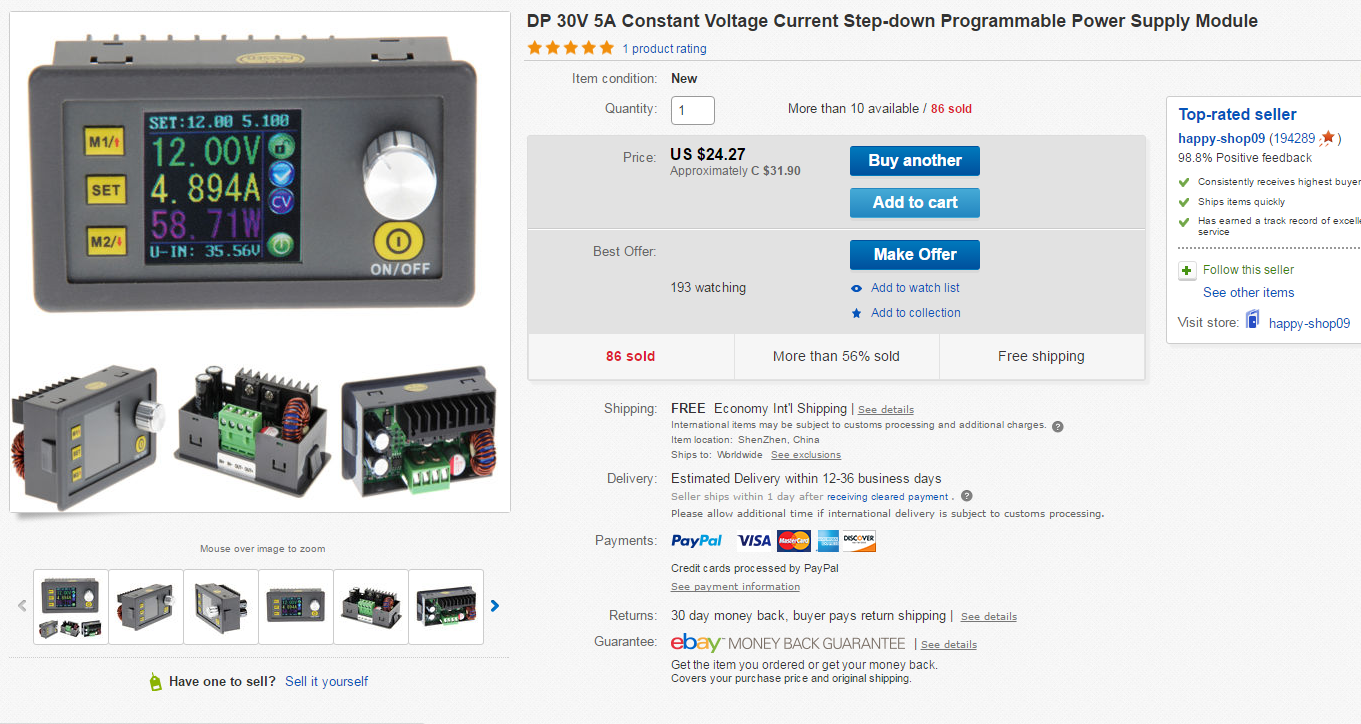 DP 30V 5A Constant Voltage Current Step-down Programmable Power Supply Module
1 product rating
Item condition: New
Quantity: 1 More than 10 available / 86 sold
Price: US $24.27
Approximately C $31.90
Buy another
Add to cart
Best Offer: Make Offer
193 watching
Add to watch list
Add to collection
86 sold More than 56% sold Free shipping
Shipping: FREE Economy Int'l Shipping | See details
International items may be subject to customs processing and additional charges. ?
Item location: ShenZhen, China
Ships to: Worldwide See exclusions
Delivery: Estimated Delivery within 12-36 business days
Seller ships within 1 day after receiving cleared payment . ?
Please allow additional time if international delivery is subject to customs processing.
Payments: PayPal VISA MasterCard DISCOVER
Credit cards processed by PayPal
See payment information
Returns: 30 day money back, buyer pays return shipping | See details
Guarantee: ebay MONEY BACK GUARANTEE | See details
Get the item you ordered or get your money back.
Covers your purchase price and original shipping.
Top-rated seller
happy-shop09 (194289 )
98.8% Positive feedback
Consistently receives highest buyer
Ships items quickly
Has earned a track record of excelle
service
Follow this seller
See other items
Visit store: happy-shop09
PASSED
SET:12.00 5.100
M1/↑
12.00V
SET
4.894A
CV
58.71W
M2/↓
U-IN: 35.56V
ON/OFF
IN+ IN- OUT- OUT+
Mouse over image to zoom
Have one to sell? Sell it yourself